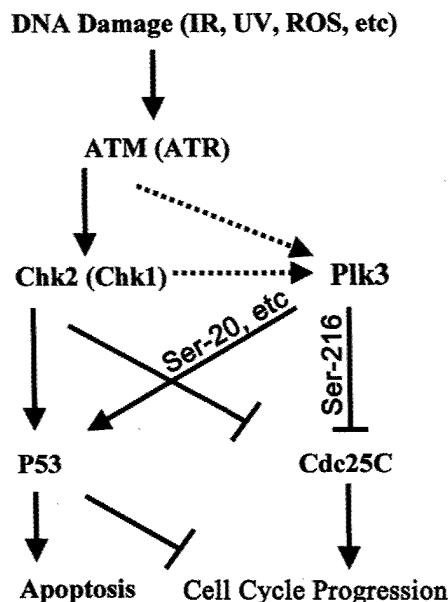 DNA Damage (IR, UV, ROS, etc)
ATM (ATR)
Chk2 (Chk1)
Plk3
Ser-20, etc
Ser-216
P53
Cdc25C
Apoptosis
Cell Cycle Progression